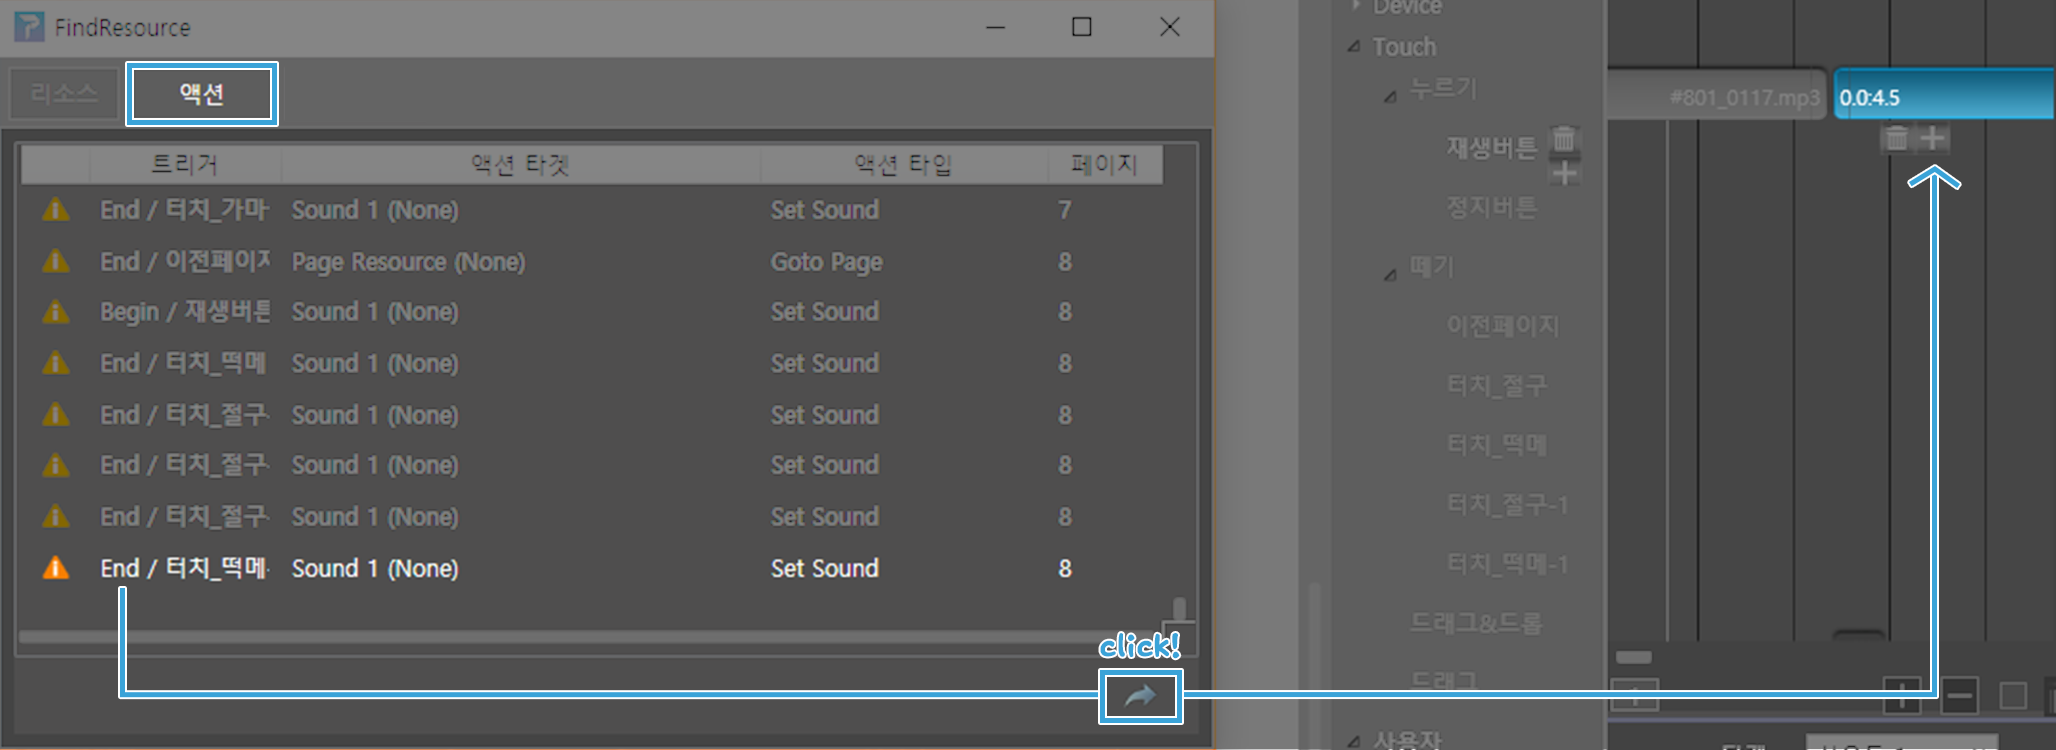 FindResource
리소스
액션
트리거 액션 타겟 액션 타입 페이지
End / 터치_가마 Sound 1 (None) Set Sound 7
End / 이전페이지 Page Resource (None) Goto Page 8
Begin / 재생버튼 Sound 1 (None) Set Sound 8
End / 터치_떡메 Sound 1 (None) Set Sound 8
End / 터치_절구- Sound 1 (None) Set Sound 8
End / 터치_절구- Sound 1 (None) Set Sound 8
End / 터치_절구- Sound 1 (None) Set Sound 8
End / 터치_떡메- Sound 1 (None) Set Sound 8
click!
Device
Touch
누르기
재생버튼
정지버튼
떼기
이전페이지
터치_절구
터치_떡메
터치_절구-1
터치_떡메-1
드래그&드롭
드래그
사용자
#801_0117.mp3
0.0:4.5